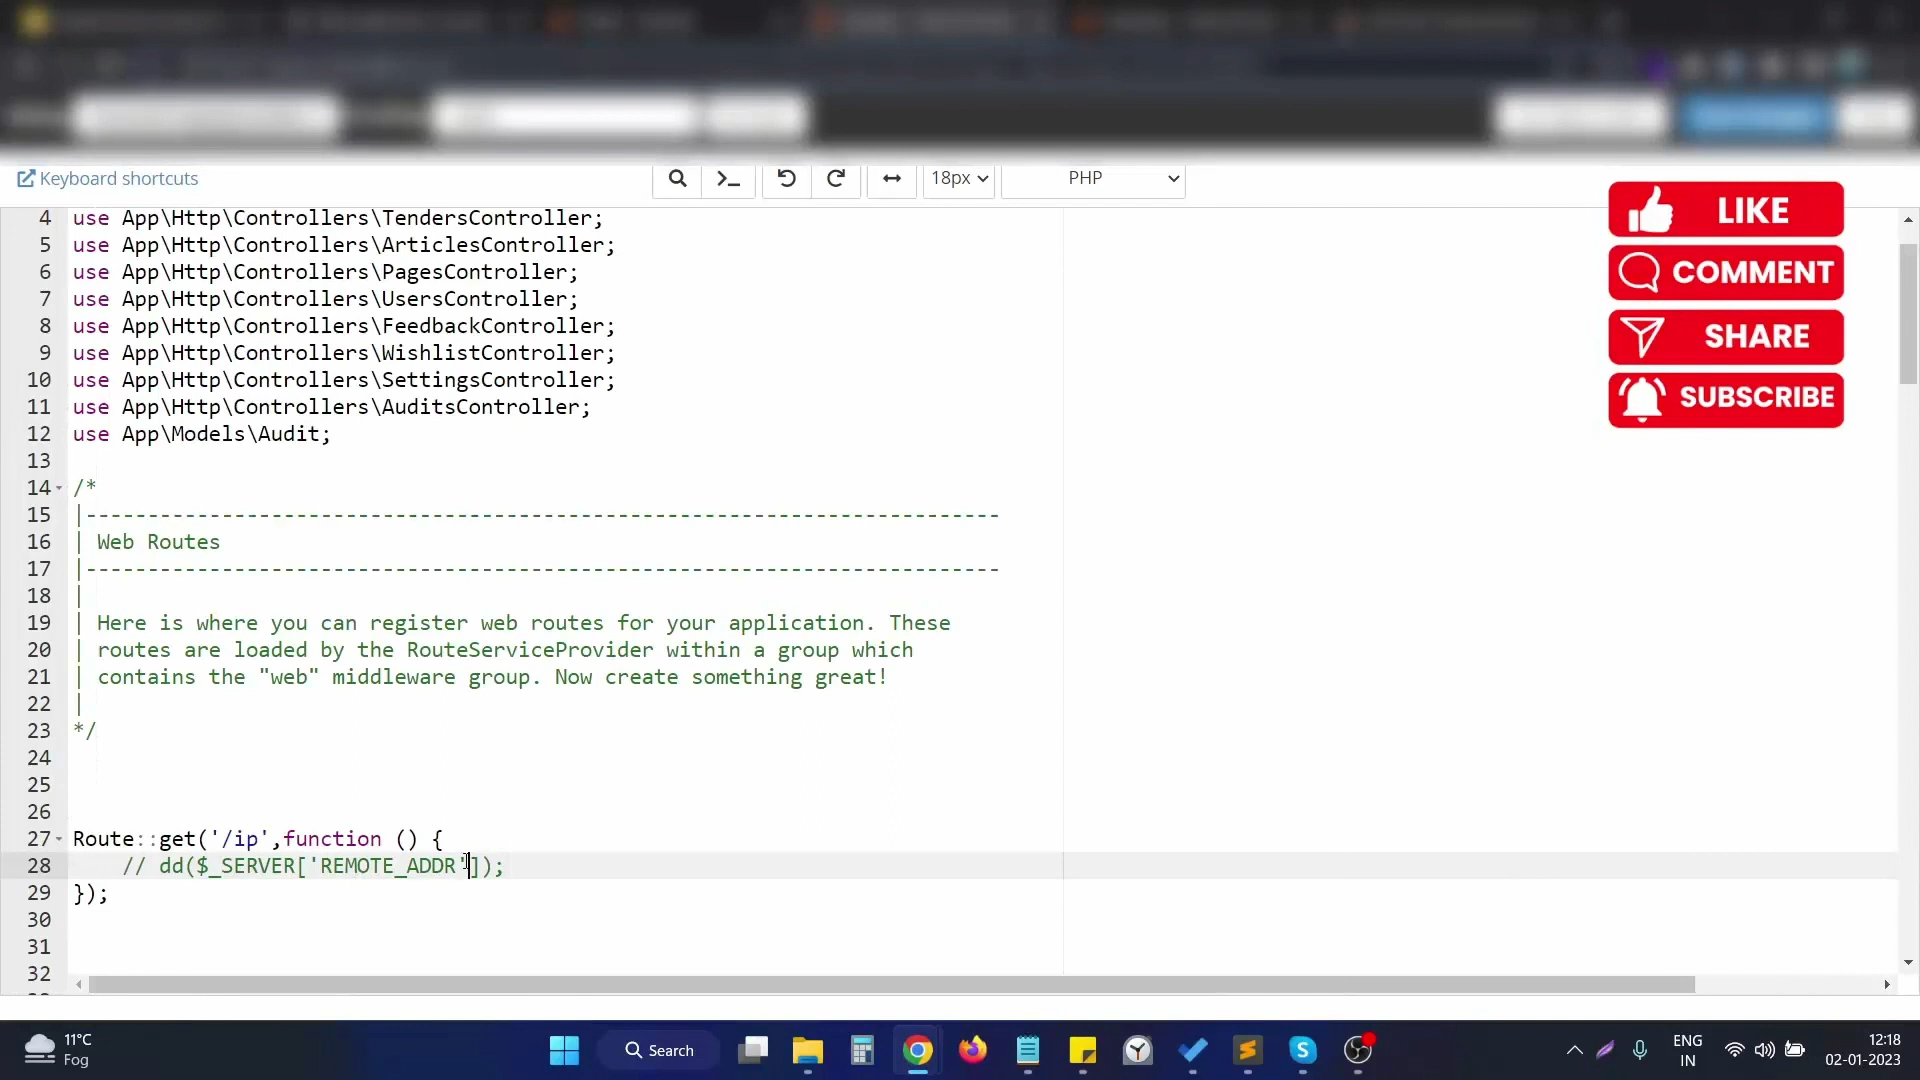 Keyboard shortcuts
18px
PHP
LIKE
COMMENT
SHARE
SUBSCRIBE
4 use App\Http\Controllers\TendersController;
5 use App\Http\Controllers\ArticlesController;
6 use App\Http\Controllers\PagesController;
7 use App\Http\Controllers\UsersController;
8 use App\Http\Controllers\FeedbackController;
9 use App\Http\Controllers\WishlistController;
10 use App\Http\Controllers\SettingsController;
11 use App\Http\Controllers\AuditsController;
12 use App\Models\Audit;
13
14 /*
15 |--------------------------------------------------------------------------
16 | Web Routes
17 |--------------------------------------------------------------------------
18 |
19 | Here is where you can register web routes for your application. These
20 | routes are loaded by the RouteServiceProvider within a group which
21 | contains the "web" middleware group. Now create something great!
22 |
23 */
24
25
26
27 Route::get('/ip',function () {
28 // dd($_SERVER['REMOTE_ADDR']);
29 });
30
31
32
11°C
Fog
Search
ENG
IN
12:18
02-01-2023